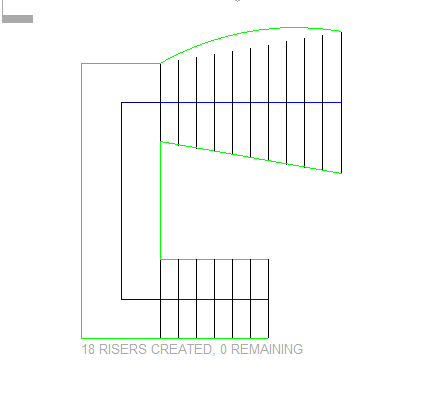 18 RISERS CREATED, 0 REMAINING